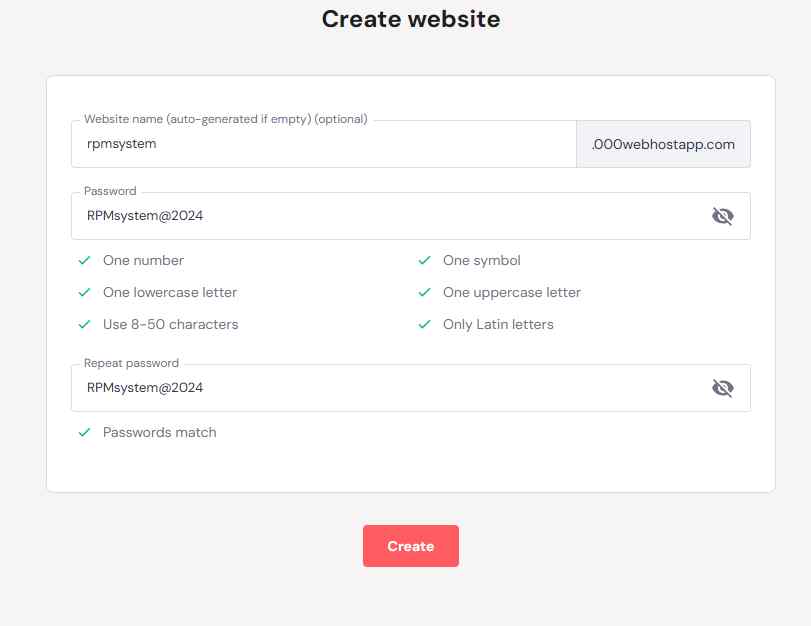 Create website
Website name (auto-generated if empty) (optional)
rpmsystem
.000webhostapp.com
Password
RPMsystem@2024
One number
One symbol
One lowercase letter
One uppercase letter
Use 8-50 characters
Only Latin letters
Repeat password
RPMsystem@2024
Passwords match
Create